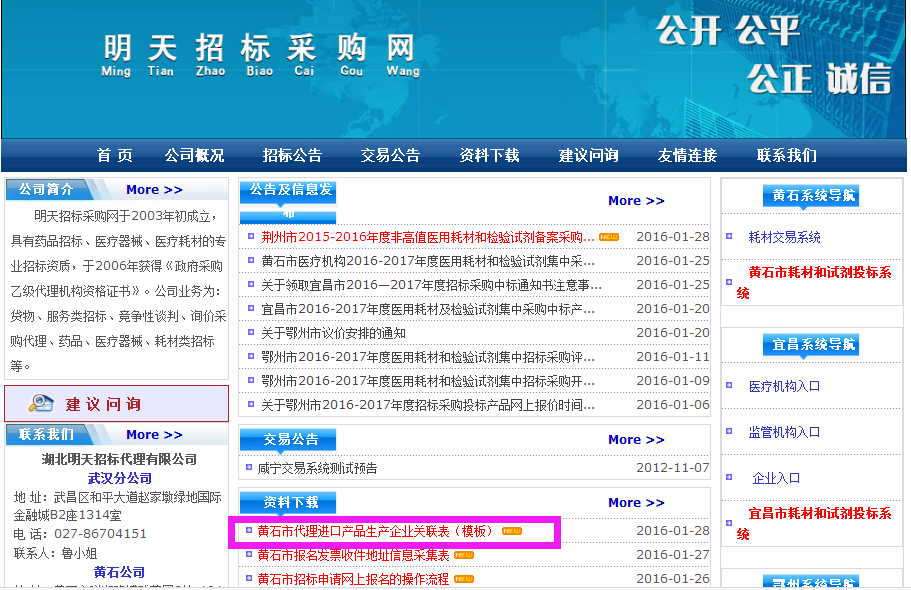 明天招标采购网
Ming Tian Zhao Biao Cai Gou Wang
公开 公平
公正 诚信
首 页 公司概况 招标公告 交易公告 资料下载 建议问询 友情连接 联系我们
公司简介 More >>
明天招标采购网于2003年初成立，
具有药品招标、医疗器械、医疗耗材的专
业招标资质，于2006年获得《政府采购
乙级代理机构资格证书》。公司业务为：
货物、服务类招标、竞争性谈判、询价采
购代理、药品、医疗器械、耗材类招标
等。
建 议 问 询
联系我们 More >>
湖北明天招标代理有限公司
武汉分公司
地 址：武昌区和平大道赵家墩绿地国际
金融城B2座1314室
电 话：027-86704151
联系人：鲁小姐
黄石公司
公告及信息发
布
More >>
荆州市2015-2016年度非高值医用耗材和检验试剂备案采购... NEW 2016-01-28
黄石市医疗机构2016-2017年度医用耗材和检验试剂集中采... 2016-01-25
关于领取宜昌市2016—2017年度招标采购中标通知书注意事... 2016-01-25
宜昌市2016-2017年度医用耗材及检验试剂集中采购中标产... 2016-01-20
关于鄂州市议价安排的通知 2016-01-20
鄂州市2016-2017年度医用耗材和检验试剂集中招标采购评... 2016-01-11
鄂州市2016-2017年度医用耗材和检验试剂集中招标采购开... 2016-01-09
关于鄂州市2016-2017年度招标采购投标产品网上报价时间... 2016-01-06
交易公告 More >>
咸宁交易系统测试预告 2012-11-07
资料下载 More >>
黄石市代理进口产品生产企业关联表（模板） NEW 2016-01-28
黄石市报名发票收件地址信息采集表 NEW 2016-01-27
黄石市招标申请网上报名的操作流程 NEW 2016-01-26
黄石系统导航
耗材交易系统
黄石市耗材和试剂投标系
统
宜昌系统导航
医疗机构入口
监管机构入口
企业入口
宜昌市耗材和试剂投标系
统